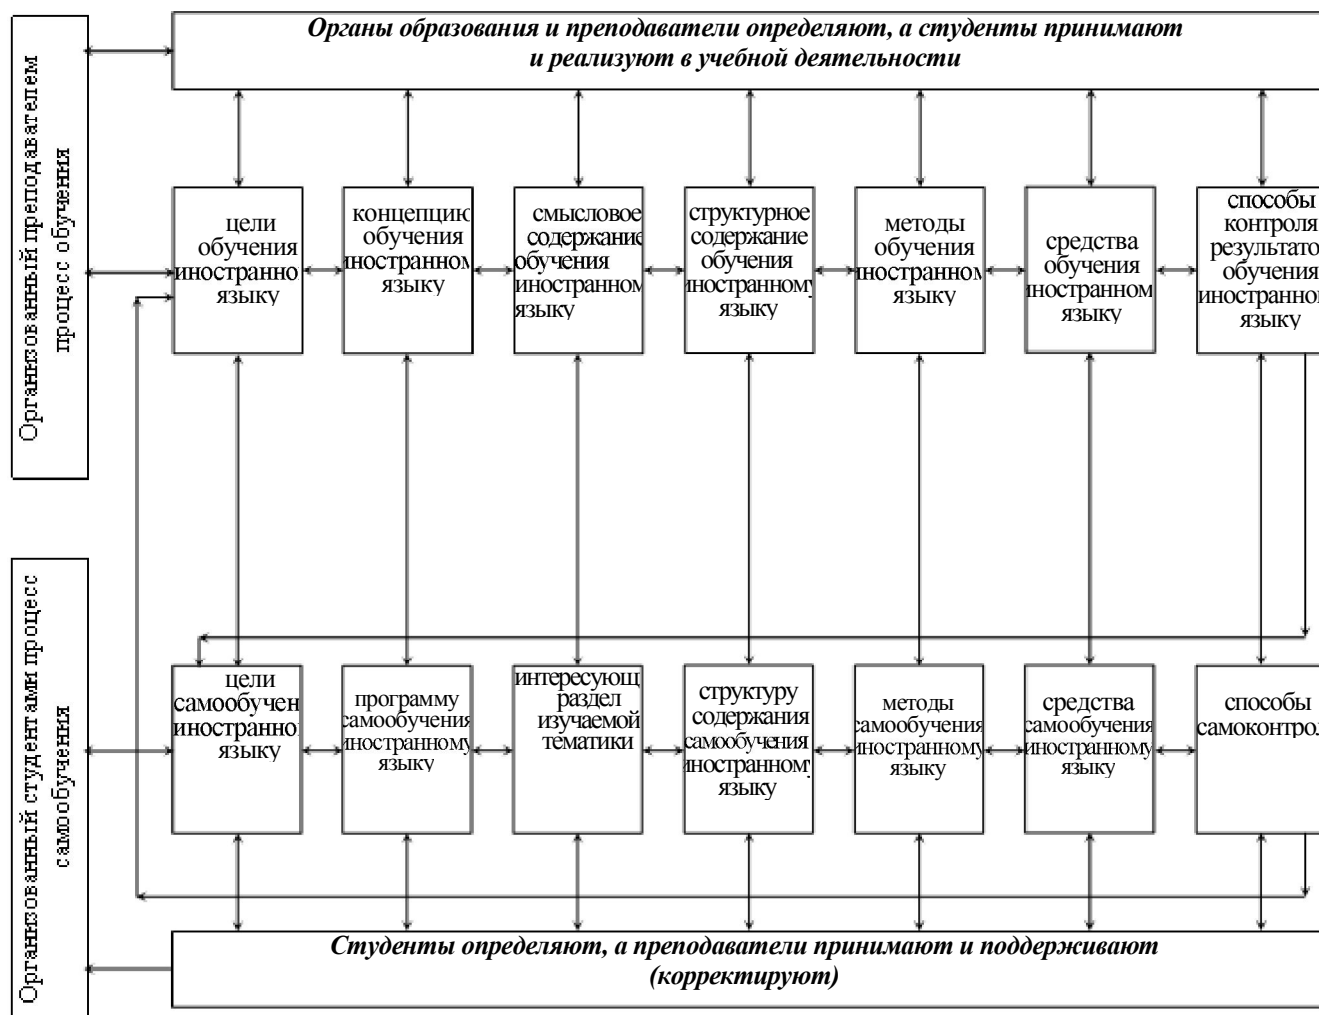 Органы образования и преподаватели определяют, а студенты принимают
и реализуют в учебной деятельности
Организованный преподавателем
процесс обучения
цели
обучения
иностранно
языку
концепцию
обучения
иностранном
языку
смысловое
содержание
обучения
иностранном
языку
структурное
содержание
обучения
иностранному
языку
методы
обучения
иностранном
языку
средства
обучения
иностранном
языку
способы
контроля
результато
обучения
иностранном
языку
Организованный студентами процесс
самообучения
цели
самообучен
иностранно
языку
программу
самообучения
иностранному
языку
интересующ
раздел
изучаемой
тематики
структуру
содержания
самообучения
иностранному
языку
методы
самообучения
иностранному
языку
средства
самообучения
иностранному
языку
способы
самоконтрол
Студенты определяют, а преподаватели принимают и поддерживают
(корректируют)